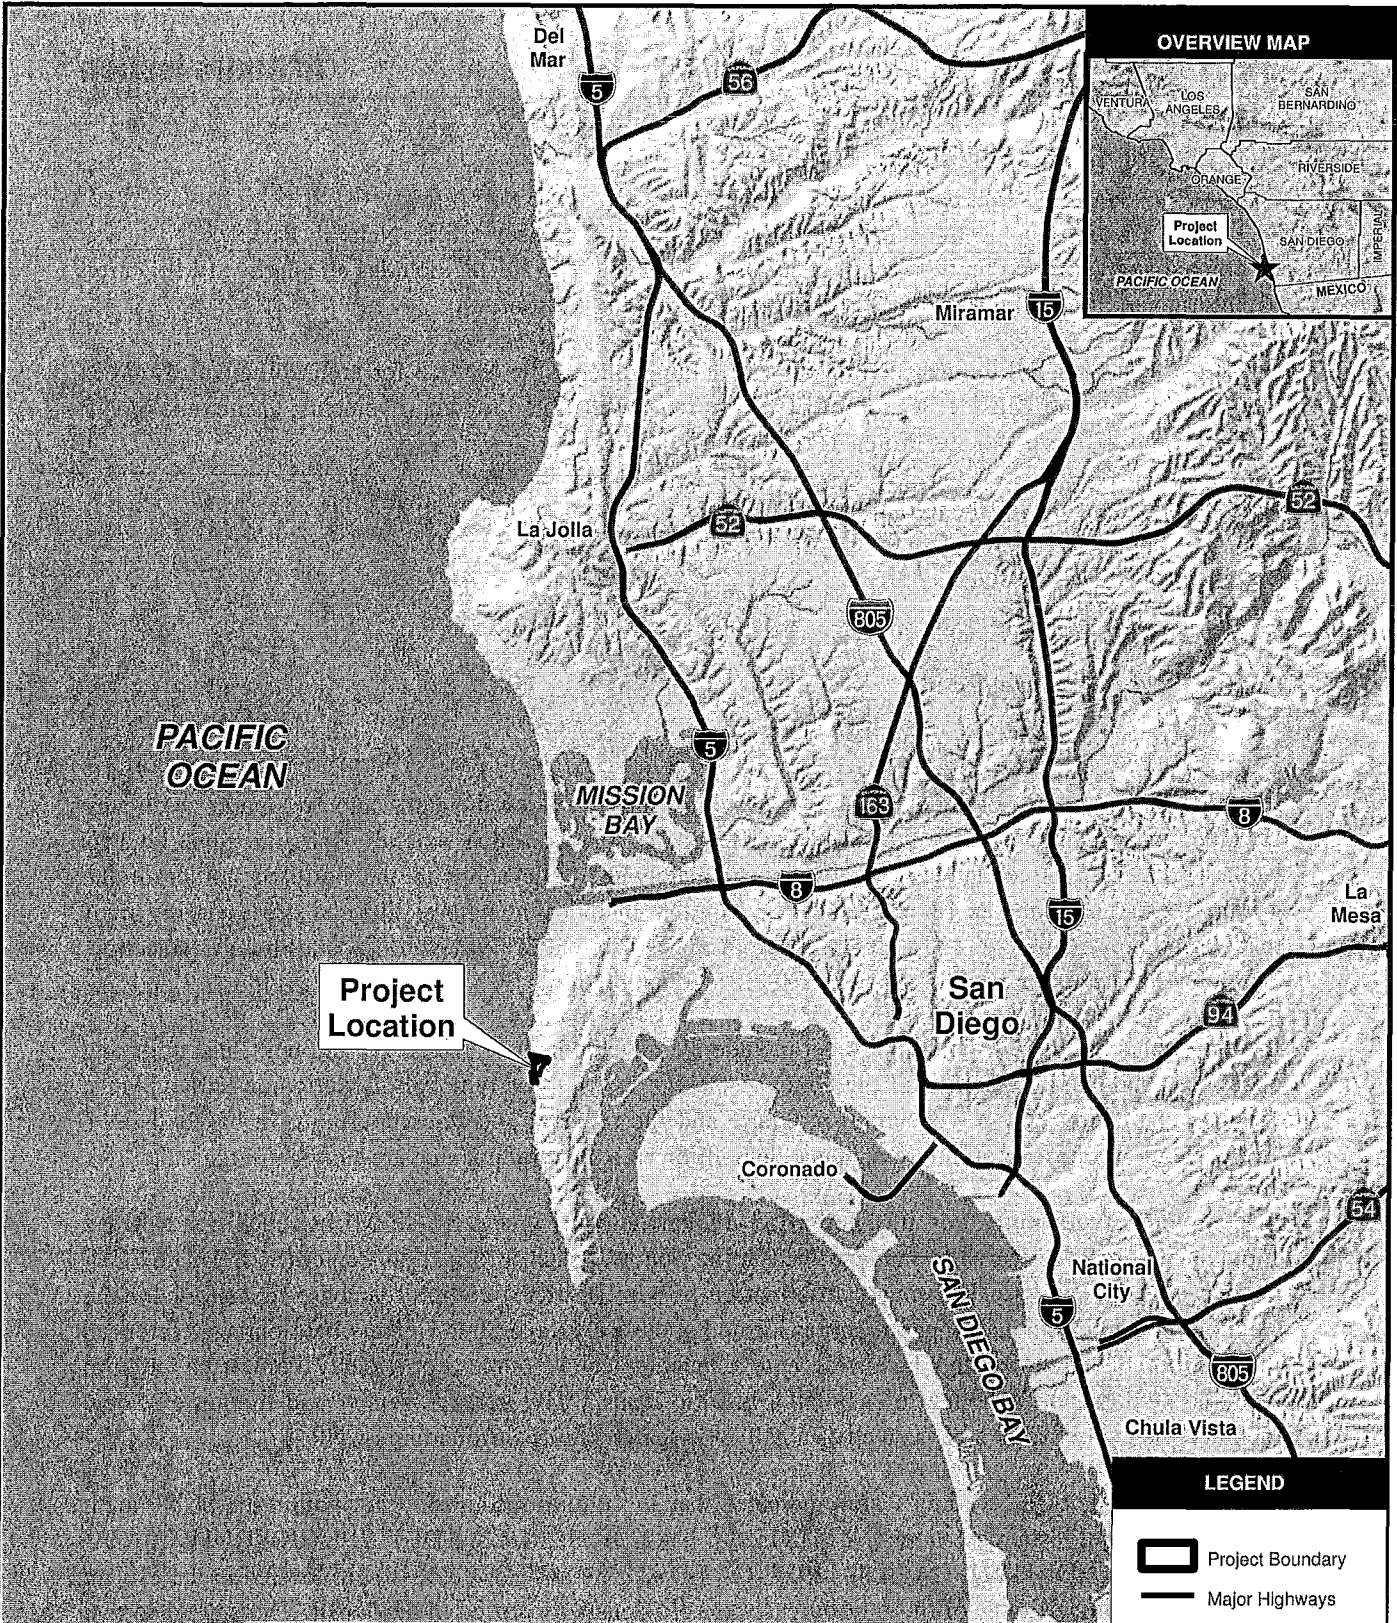 Del
Mar
5
56
OVERVIEW MAP
VENTURA
LOS
ANGELES
SAN
BERNARDINO
ORANGE
RIVERSIDE
Project
Location
SAN DIEGO
IMPERIAL
PACIFIC OCEAN
MEXICO
Miramar
15
La Jolla
52
52
805
PACIFIC
OCEAN
5
MISSION
BAY
163
8
8
15
La
Mesa
Project
Location
San
Diego
94
Coronado
54
SAN DIEGO BAY
National
City
5
805
Chula Vista
LEGEND
Project Boundary
Major Highways